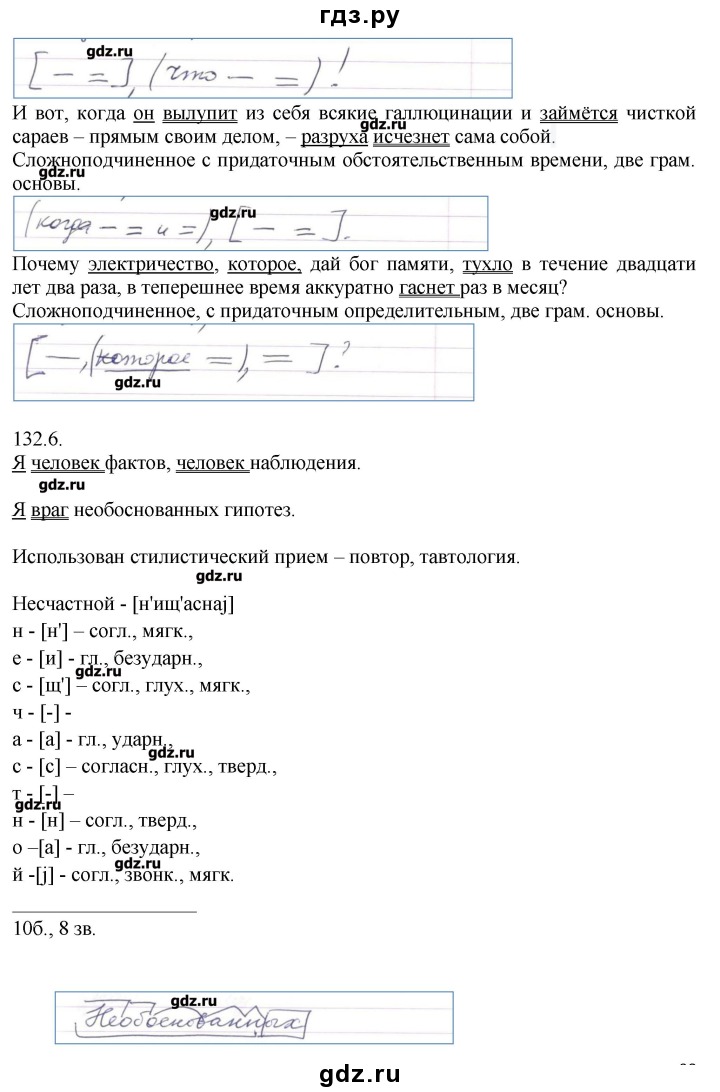 гдз.ру
gdz.ru
[ — = ], (что — = )!
И вот, когда он вылупит из себя всякие галлюцинации и займётся чисткой
gdz.ru
сараев – прямым своим делом, – разруха исчезнет сама собой.
Сложноподчиненное с придаточным обстоятельственным времени, две грам.
gdz.ru
основы.
gdz.ru
(когда — = и =), [ — = ].
Почему электричество, которое, дай бог памяти, тухло в течение двадцати
лет два раза, в теперешнее время аккуратно гаснет раз в месяц?
Сложноподчиненное, с придаточным определительным, две грам. основы.
[ —, (которое = ), = ]?
gdz.ru
132.6.
Я человек фактов, человек наблюдения.
gdz.ru
Я враг необоснованных гипотез.
Использован стилистический прием – повтор, тавтология.
gdz.ru
Несчастной - [н'ищ'аснаj]
н - [н'] – согл., мягк.,
е - [и] - гл., безударн.,
gdz.ru
с - [щ'] – согл., глух., мягк.,
ч - [-] -
а - [а] - гл., ударн.,
gdz.ru
с - [с] – согласн., глух., тверд.,
т - [-] –
gdz.ru
н - [н] – согл., тверд.,
о –[а] - гл., безударн.,
gdz.ru
й -[j] - согл., звонк., мягк.
10б., 8 зв.
gdz.ru
Необоснованных
gdz.ru